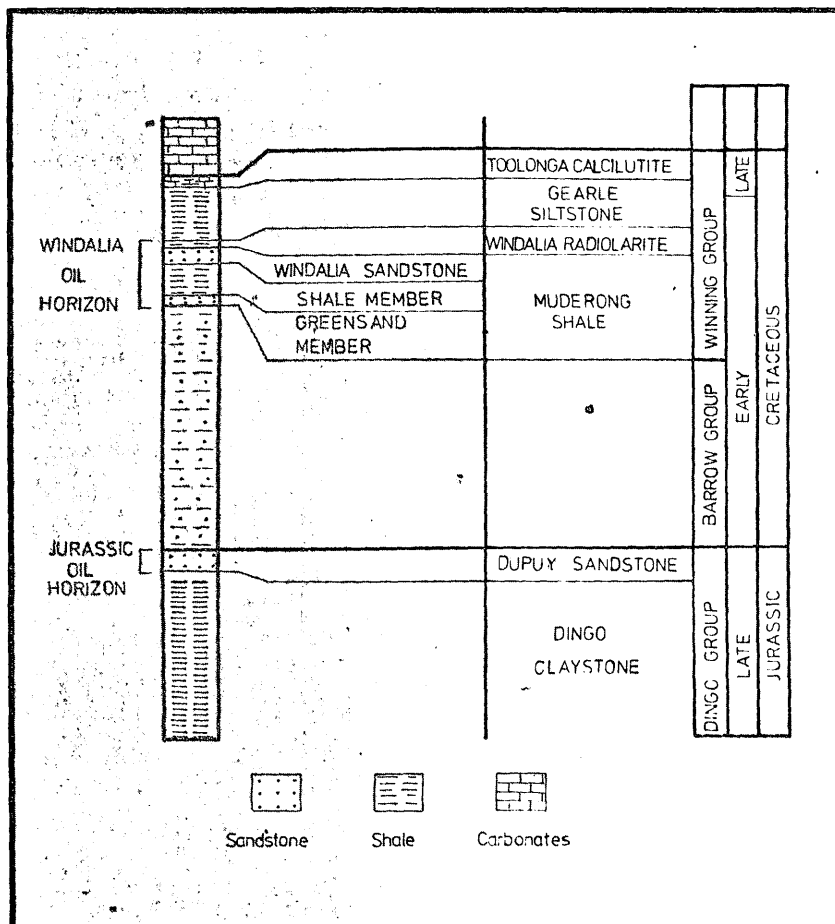 TOOLONGA CALCILUTITE
GEARLE
SILTSTONE
WINDALIA RADIOLARITE
WINDALIA
OIL
HORIZON
WINDALIA SANDSTONE
SHALE MEMBER
GREENSAND
MEMBER
MUDERONG
SHALE
WINNING GROUP
LATE
EARLY
CRETACEOUS
BARROW GROUP
JURASSIC
OIL
HORIZON
DUPUY SANDSTONE
DINGO
CLAYSTONE
DINGO GROUP
LATE
JURASSIC
Sandstone
Shale
Carbonates